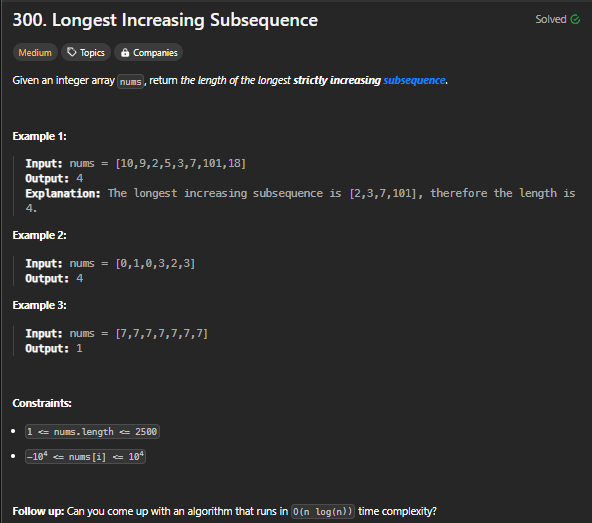 300. Longest Increasing Subsequence
Solved
Medium Topics Companies
Given an integer array nums, return the length of the longest strictly increasing subsequence.
Example 1:
Input: nums = [10,9,2,5,3,7,101,18]
Output: 4
Explanation: The longest increasing subsequence is [2,3,7,101], therefore the length is
4.
Example 2:
Input: nums = [0,1,0,3,2,3]
Output: 4
Example 3:
Input: nums = [7,7,7,7,7,7,7]
Output: 1
Constraints:
• 1 <= nums.length <= 2500
• -10⁴ <= nums[i] <= 10⁴
Follow up: Can you come up with an algorithm that runs in O(n log(n)) time complexity?